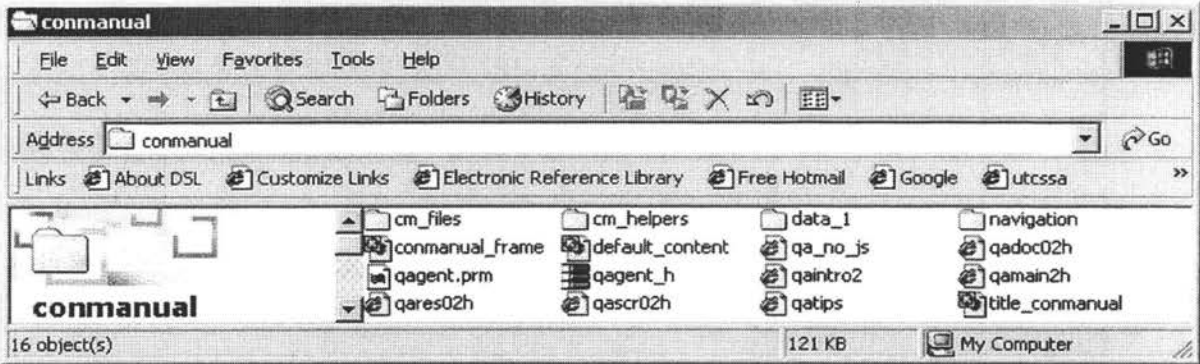 conmanual
File Edit View Favorites Tools Help
Back Search Folders History
Address conmanual Go
Links About DSL Customize Links Electronic Reference Library Free Hotmail Google utcssa »
cm_files cm_helpers data_1 navigation
conmanual_frame default_content qa_no_js qadoc02h
qagent.prm qagent_h qaintro2 qamain2h
qares02h qascr02h qatips title_conmanual
conmanual
16 object(s) 121 KB My Computer